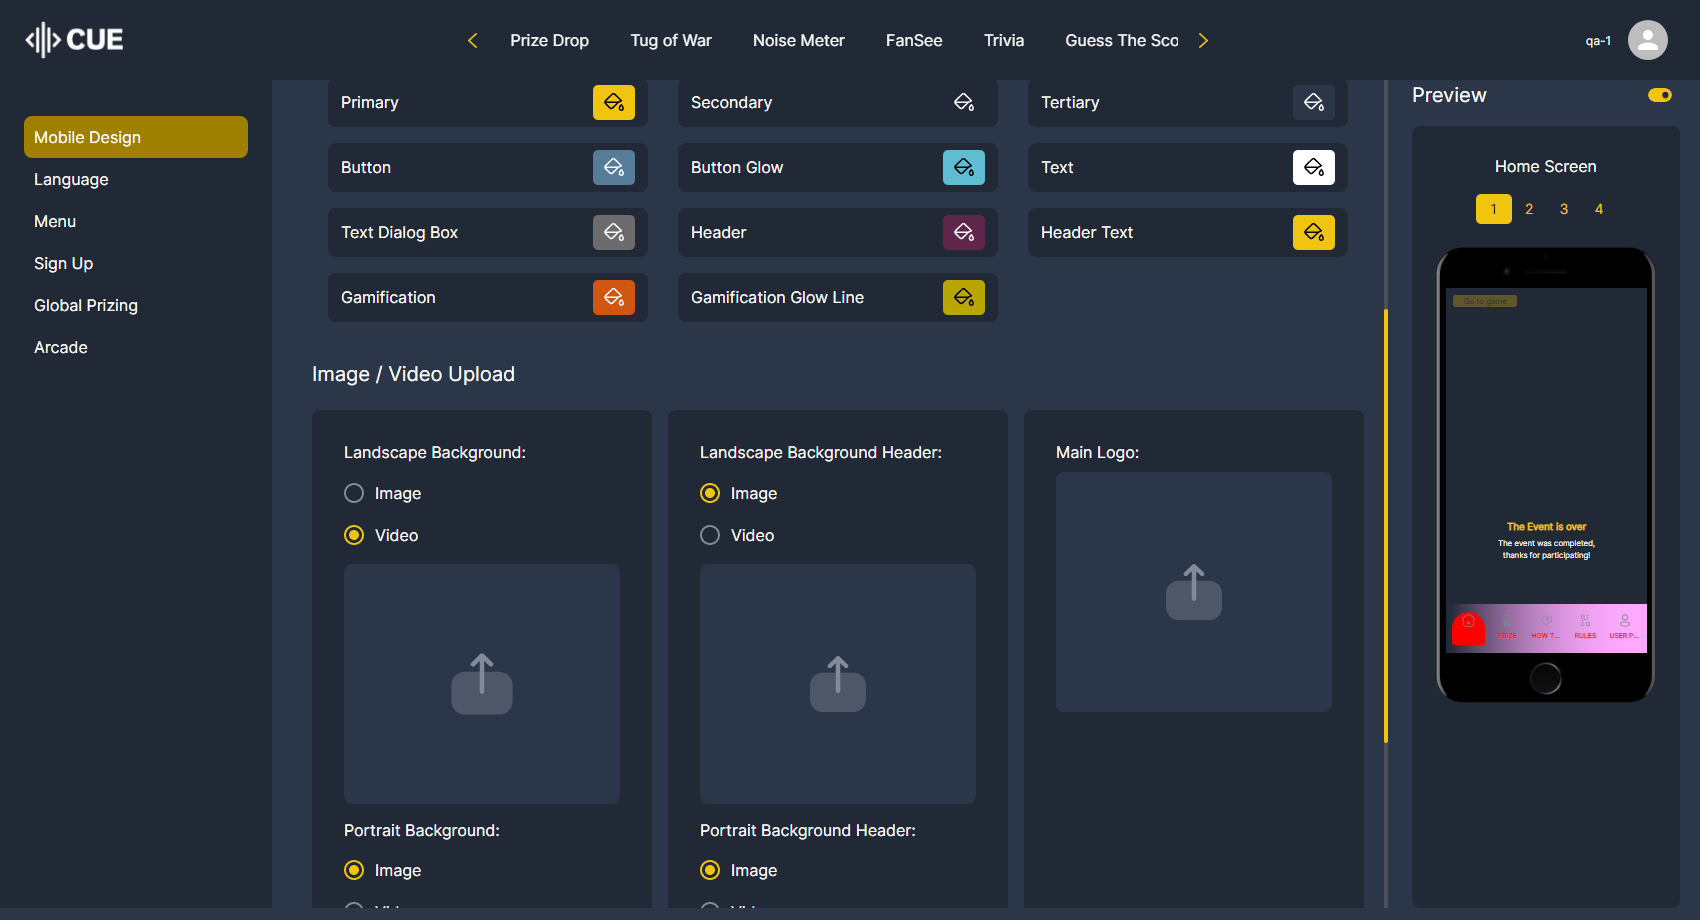 CUE
Prize Drop
Tug of War
Noise Meter
FanSee
Trivia
Guess The Sco
qa-1
Mobile Design
Language
Menu
Sign Up
Global Prizing
Arcade
Primary
Secondary
Tertiary
Button
Button Glow
Text
Text Dialog Box
Header
Header Text
Gamification
Gamification Glow Line
Image / Video Upload
Landscape Background:
Image
Video
Portrait Background:
Image
Landscape Background Header:
Image
Video
Portrait Background Header:
Image
Main Logo:
Preview
Home Screen
1 2 3 4
Go to game
The Event is over
The event was completed,
thanks for participating!
PRIZE
HOW T...
RULES
USER P...